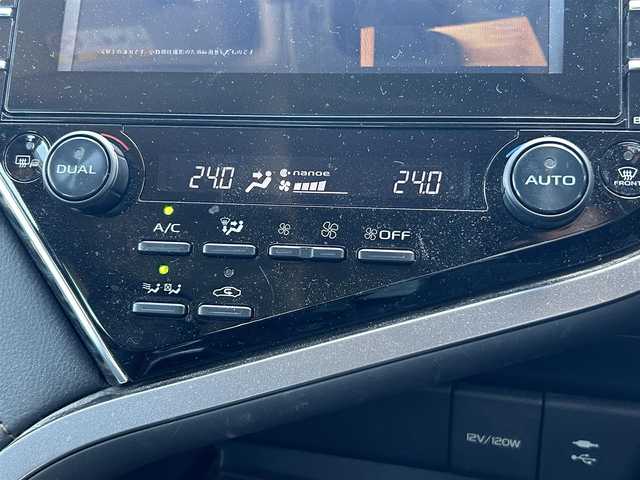 DUAL
24.0
nanoe
24.0
AUTO
FRONT
A/C
OFF
12V/120W